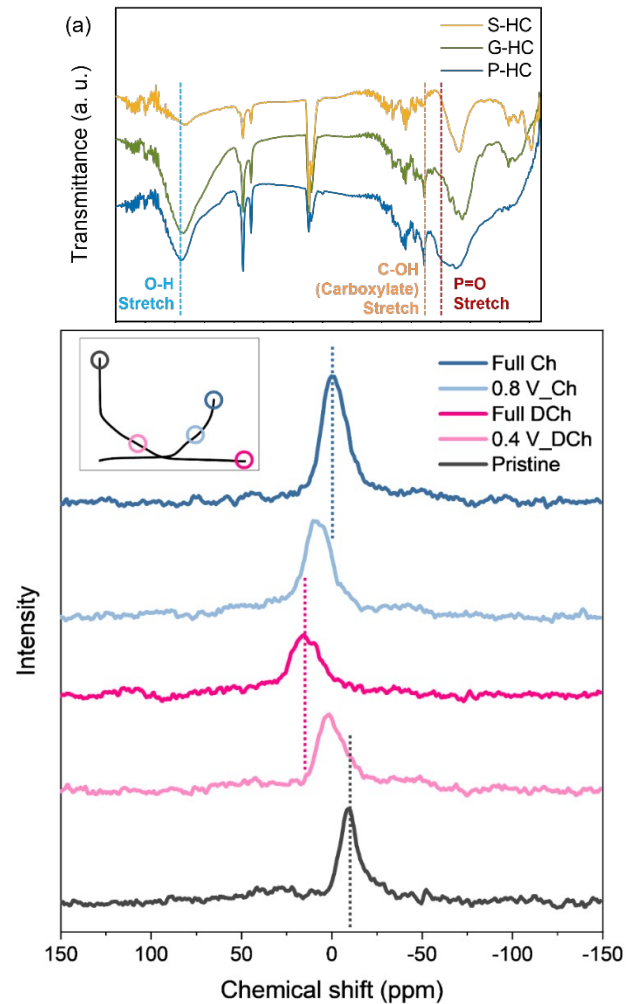 (a)
S-HC
G-HC
P-HC
Transmittance (a. u.)
O-H
Stretch
C-OH
(Carboxylate)
Stretch
P=O
Stretch
Full Ch
0.8 V_Ch
Full DCh
0.4 V_DCh
Pristine
Intensity
150 100 50 0 -50 -100 -150
Chemical shift (ppm)